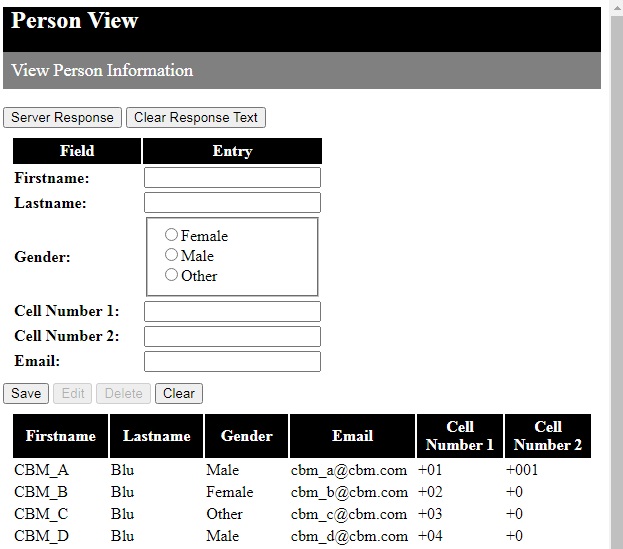 Person View
View Person Information
Server Response Clear Response Text
Field Entry
Firstname:
Lastname:
Female
Gender: Male
Other
Cell Number 1:
Cell Number 2:
Email:
Save Edit Delete Clear
Firstname Lastname Gender Email Cell Number 1 Cell Number 2
CBM_A Blu Male cbm_a@cbm.com +01 +001
CBM_B Blu Female cbm_b@cbm.com +02 +0
CBM_C Blu Other cbm_c@cbm.com +03 +0
CBM_D Blu Male cbm_d@cbm.com +04 +0